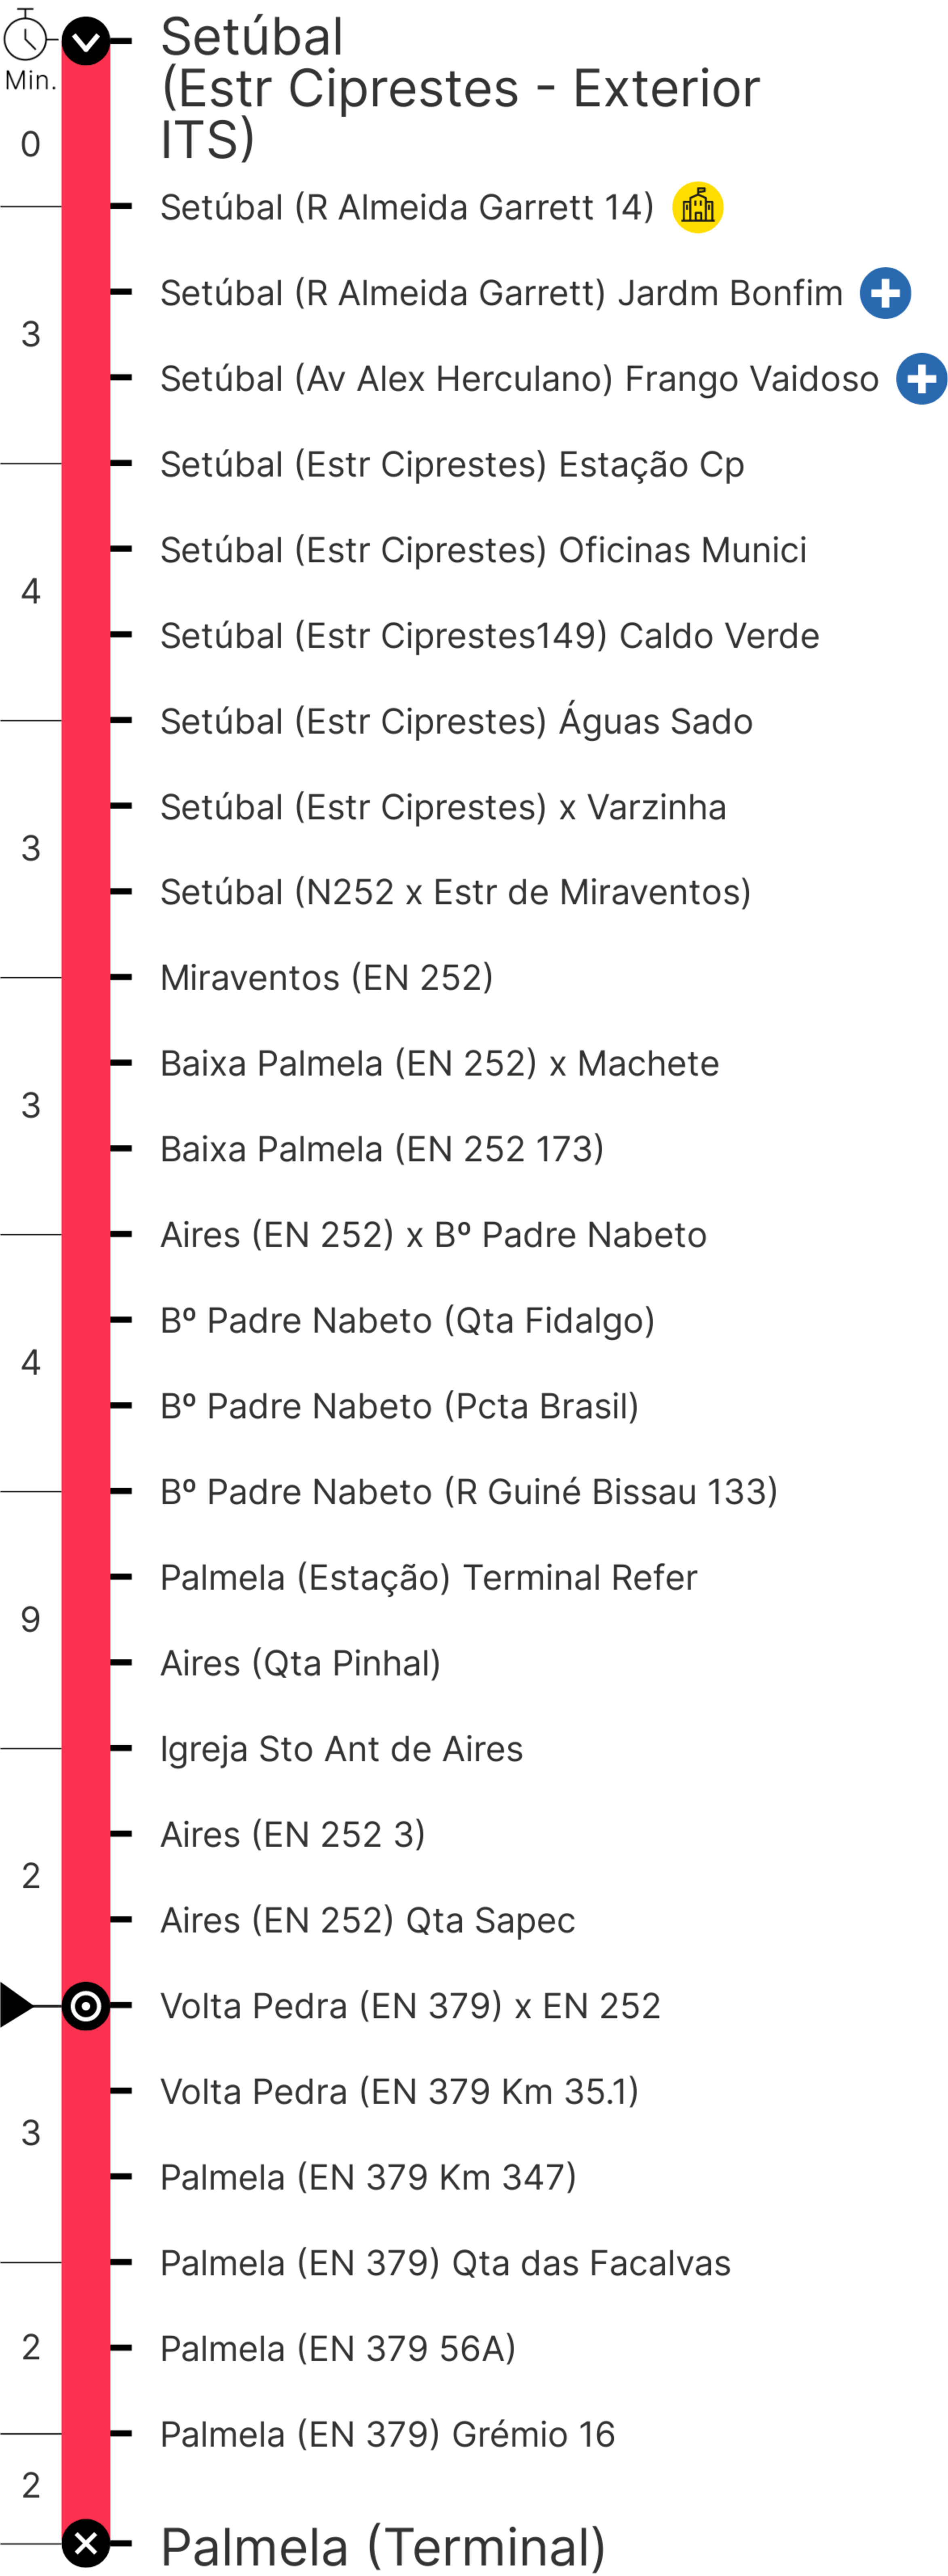 Setúbal
(Estr Ciprestes - Exterior
ITS)
Min.
0
Setúbal (R Almeida Garrett 14)
Setúbal (R Almeida Garrett) Jardm Bonfim
3
Setúbal (Av Alex Herculano) Frango Vaidoso
Setúbal (Estr Ciprestes) Estação Cp
Setúbal (Estr Ciprestes) Oficinas Munici
4
Setúbal (Estr Ciprestes149) Caldo Verde
Setúbal (Estr Ciprestes) Águas Sado
Setúbal (Estr Ciprestes) x Varzinha
3
Setúbal (N252 x Estr de Miraventos)
Miraventos (EN 252)
Baixa Palmela (EN 252) x Machete
3
Baixa Palmela (EN 252 173)
Aires (EN 252) x Bº Padre Nabeto
Bº Padre Nabeto (Qta Fidalgo)
4
Bº Padre Nabeto (Pcta Brasil)
Bº Padre Nabeto (R Guiné Bissau 133)
Palmela (Estação) Terminal Refer
9
Aires (Qta Pinhal)
Igreja Sto Ant de Aires
Aires (EN 252 3)
2
Aires (EN 252) Qta Sapec
Volta Pedra (EN 379) x EN 252
Volta Pedra (EN 379 Km 35.1)
3
Palmela (EN 379 Km 347)
Palmela (EN 379) Qta das Facalvas
2
Palmela (EN 379 56A)
Palmela (EN 379) Grémio 16
2
Palmela (Terminal)